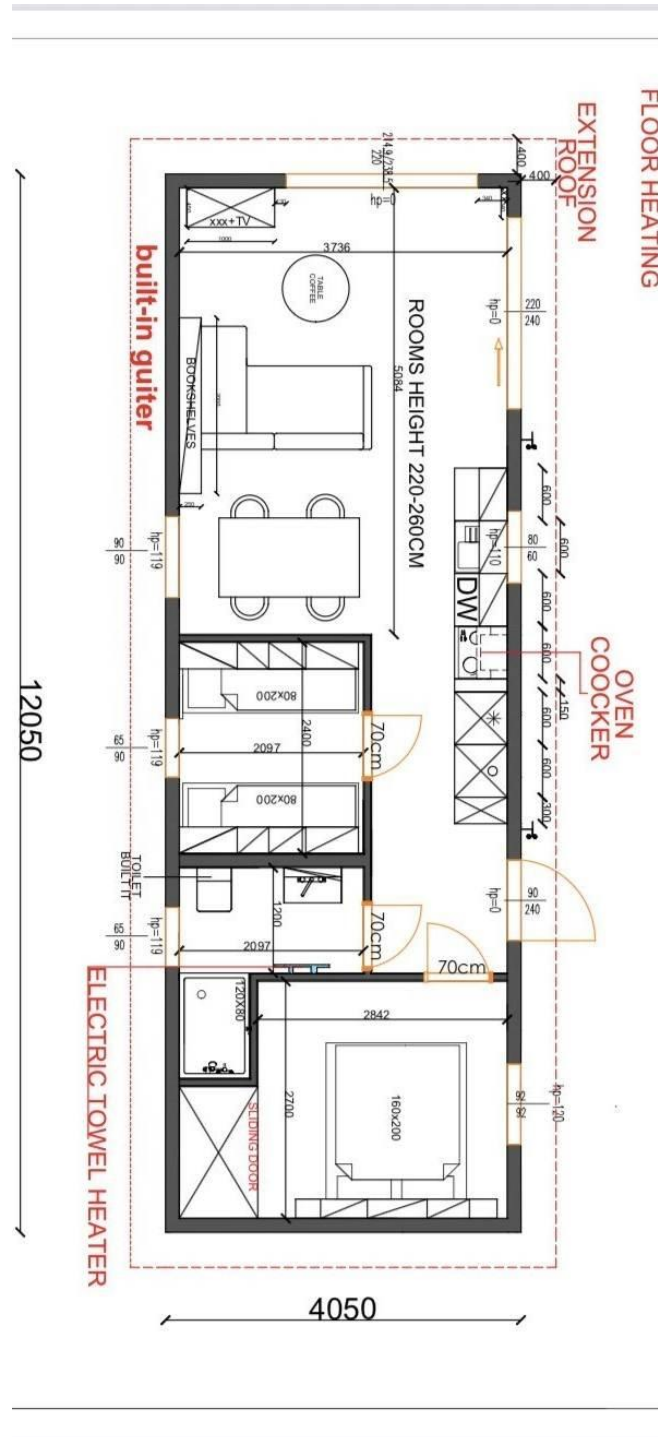 FLOOR HEATING
EXTENSION
ROOF
400
400
214.9/238.5
220
hp=0
xxx+TV
1000
3736
TABLE
COFFEE
220
240
hp=0
built-in guiter
ROOMS HEIGHT 220-260CM
5084
BOOKSHELVES
250
600
80
60
hp=110
600
DW
600
600
OVEN
COOCKER
150
600
600
300
90
90
hp=119
80x200
2400
2097
80x200
70cm
65
90
hp=119
12050
TOILET
BUILT IT
1200
2097
70cm
65
90
hp=119
90
240
hp=0
70cm
ELECTRIC TOWEL HEATER
120X80
2842
2700
SLIDING DOOR
160x200
hp=120
4050